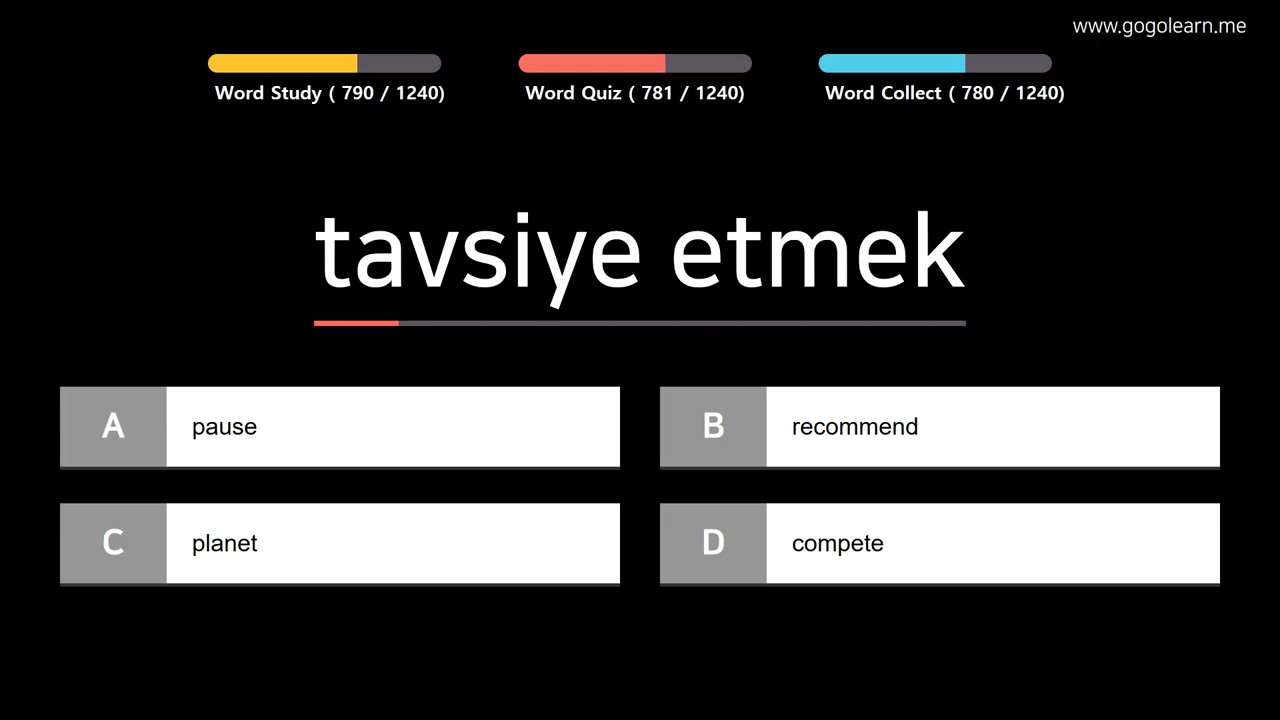 www.gogolearn.me
Word Study ( 790 / 1240)
Word Quiz ( 781 / 1240)
Word Collect ( 780 / 1240)
tavsiye etmek
A pause
B recommend
C planet
D compete